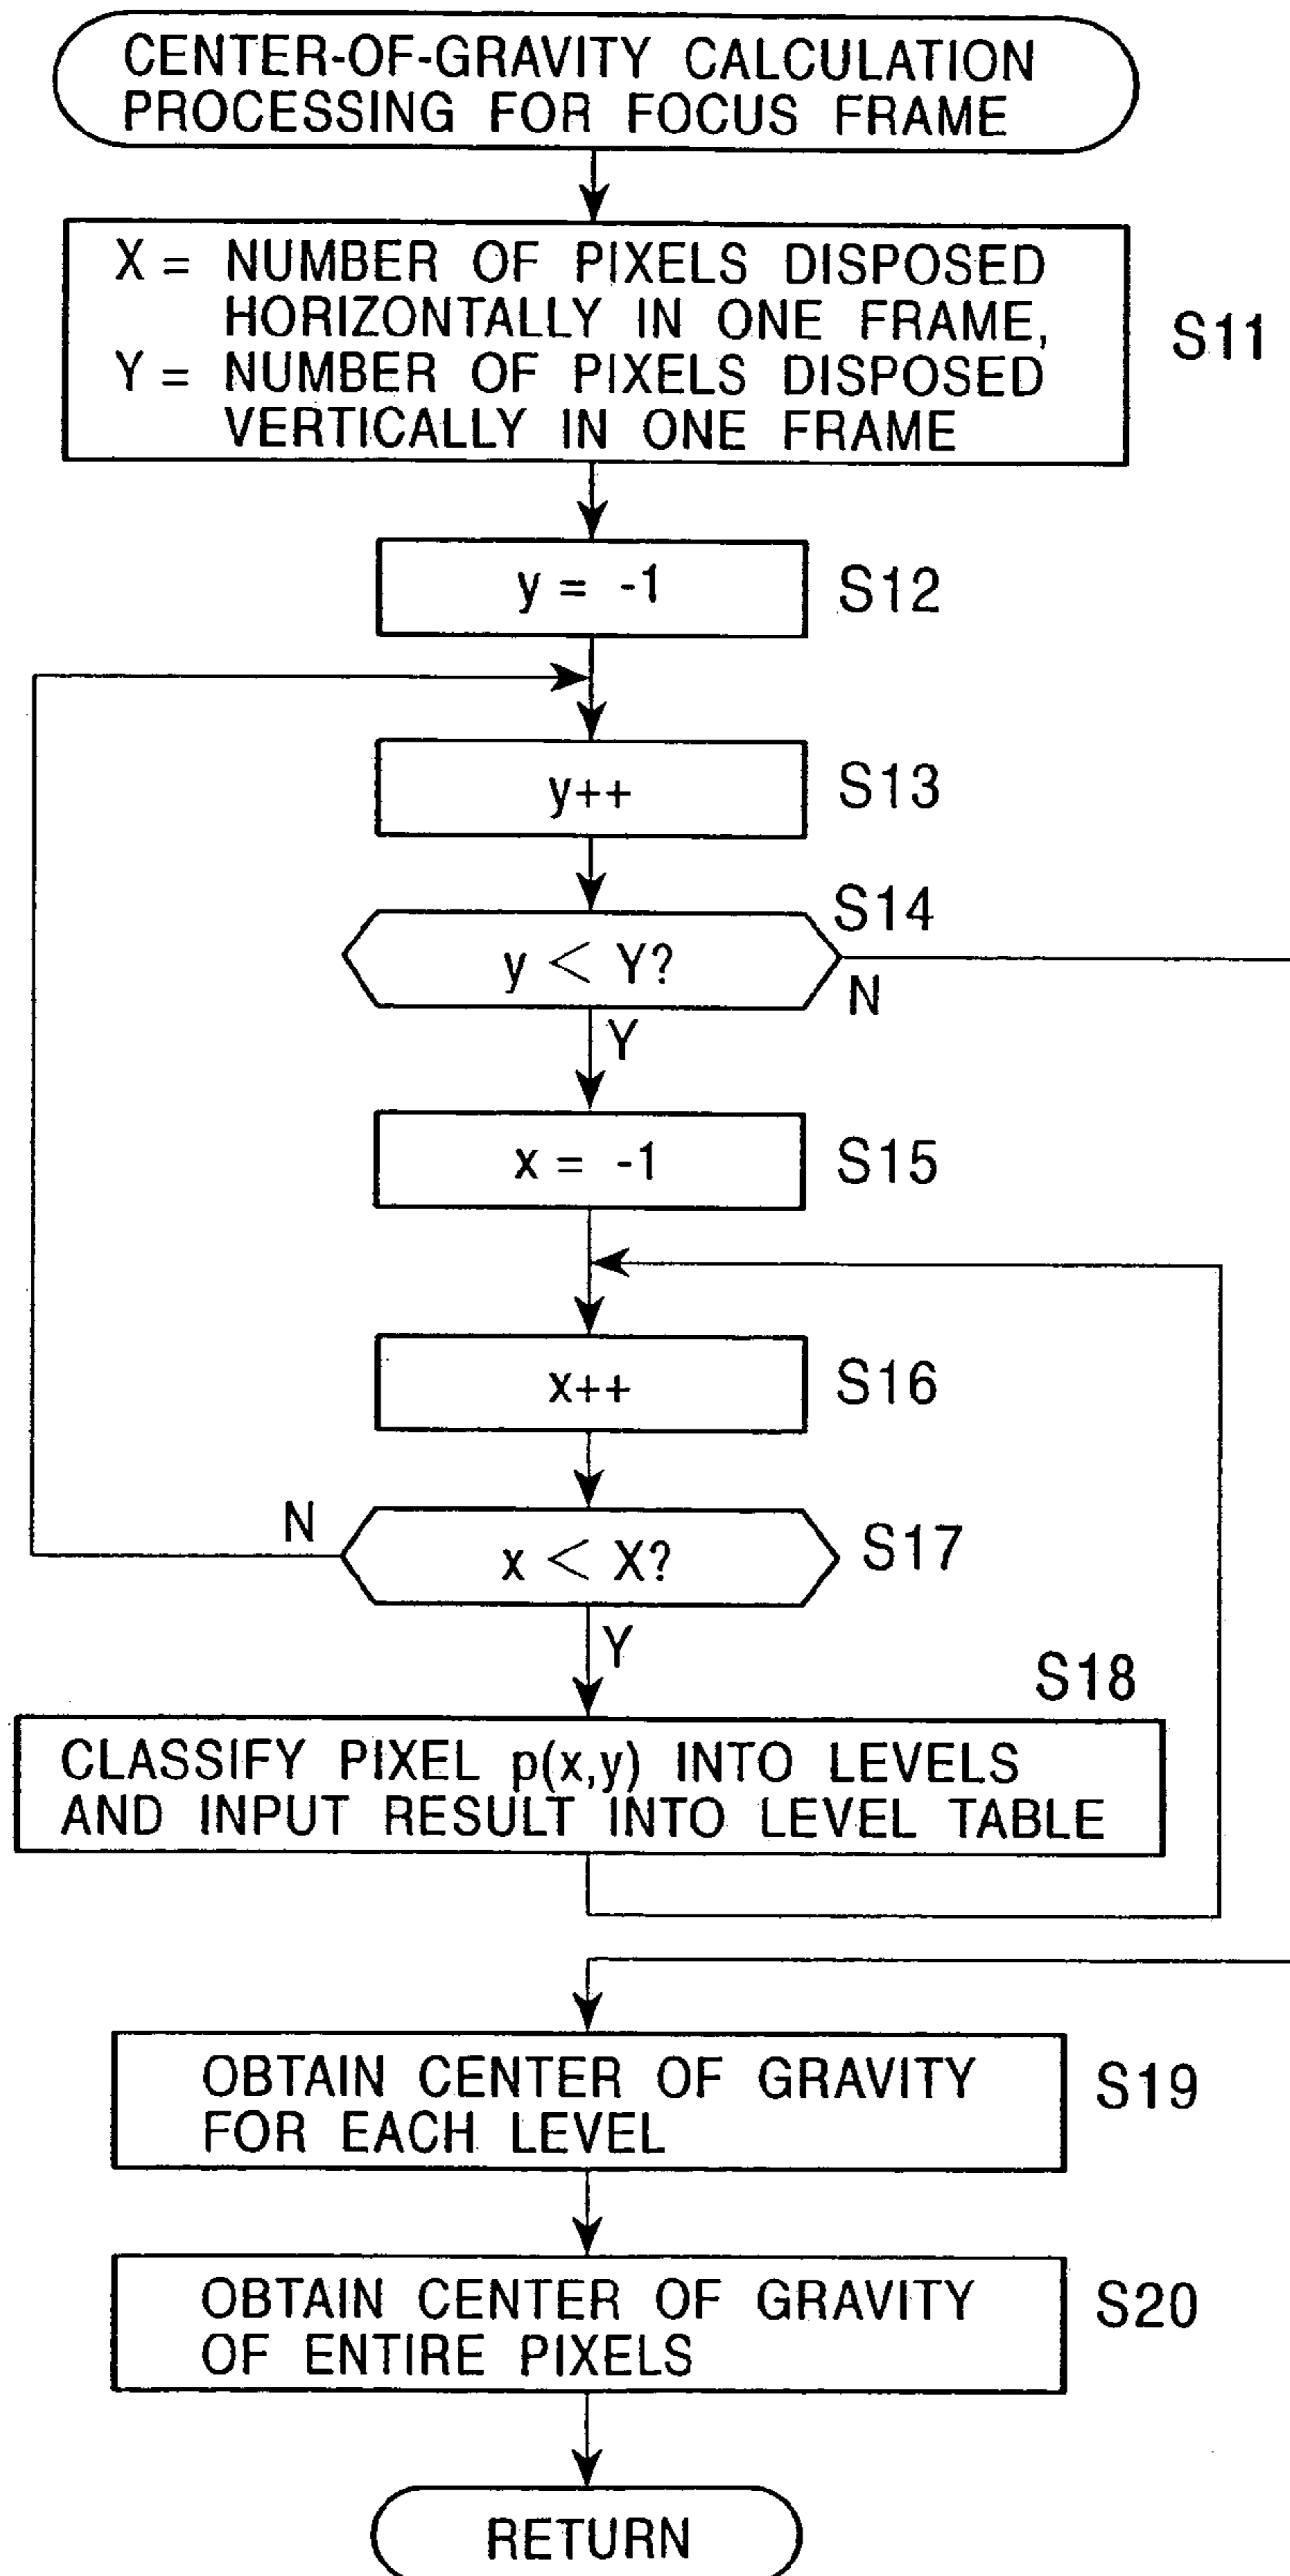 CENTER-OF-GRAVITY CALCULATION
PROCESSING FOR FOCUS FRAME
X = NUMBER OF PIXELS DISPOSED
HORIZONTALLY IN ONE FRAME,
Y = NUMBER OF PIXELS DISPOSED
VERTICALLY IN ONE FRAME
S11
y = -1
S12
y++
S13
S14
y < Y?
N
Y
x = -1
S15
x++
S16
N
x < X?
S17
Y
S18
CLASSIFY PIXEL p(x,y) INTO LEVELS
AND INPUT RESULT INTO LEVEL TABLE
OBTAIN CENTER OF GRAVITY
FOR EACH LEVEL
S19
OBTAIN CENTER OF GRAVITY
OF ENTIRE PIXELS
S20
RETURN